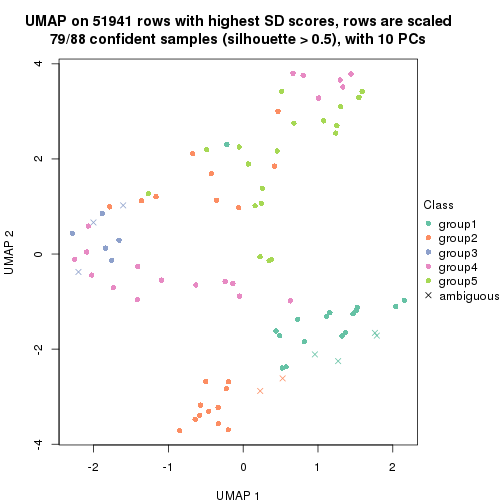 UMAP on 51941 rows with highest SD scores, rows are scaled
79/88 confident samples (silhouette > 0.5), with 10 PCs
4
2
0
-2
-4
UMAP 2
-2
-1
0
1
2
UMAP 1
Class
group1
group2
group3
group4
group5
ambiguous